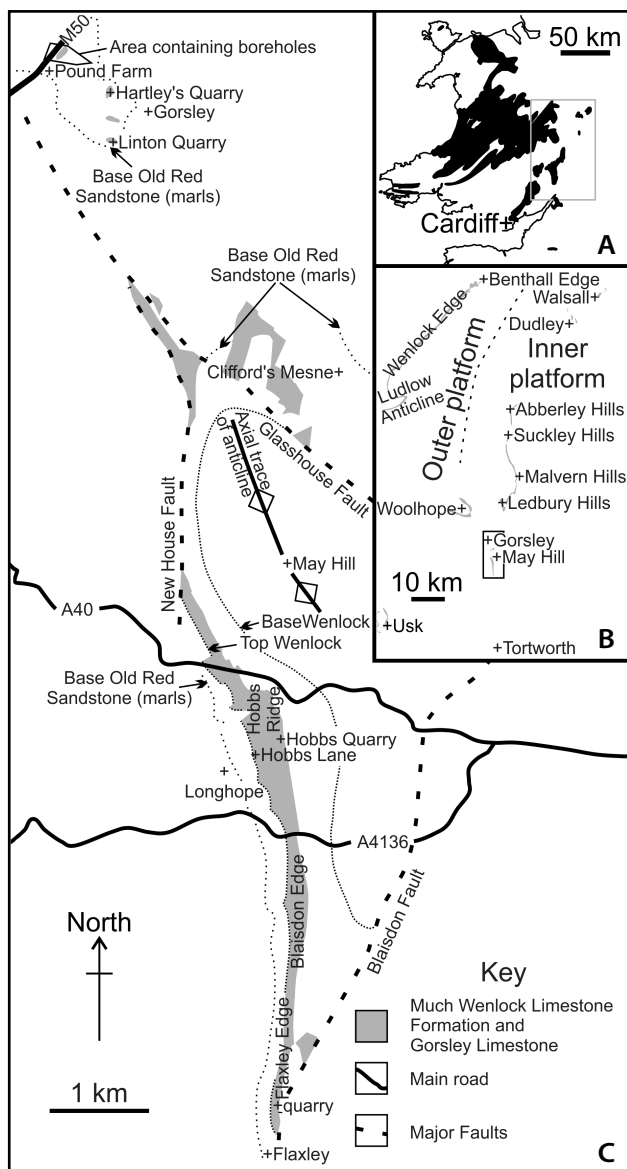 M50
Area containing boreholes
+Pound Farm
+Hartley's Quarry
+Gorsley
+Linton Quarry
Base Old Red
Sandstone (marls)
Base Old Red
Sandstone (marls)
Clifford's Mesne+
Glasshouse Fault
Axial trace
of anticline
New House Fault
+May Hill
A40
+BaseWenlock
Top Wenlock
Base Old Red
Sandstone (marls)
Hobbs
Ridge
+Hobbs Quarry
+Hobbs Lane
+
Longhope
A4136
Blaisdon Edge
Blaisdon Fault
Flaxley Edge
+quarry
+Flaxley
North
1 km
Key
Much Wenlock Limestone
Formation and
Gorsley Limestone
Main road
Major Faults
C
50 km
Cardiff+
A
+Benthall Edge
Walsall+
Dudley+
Wenlock Edge
Ludlow
Anticline
Outer platform
Inner
platform
+Abberley Hills
+Suckley Hills
+Malvern Hills
+Ledbury Hills
Woolhope+
+Gorsley
+May Hill
10 km
+Usk
B
+Tortworth